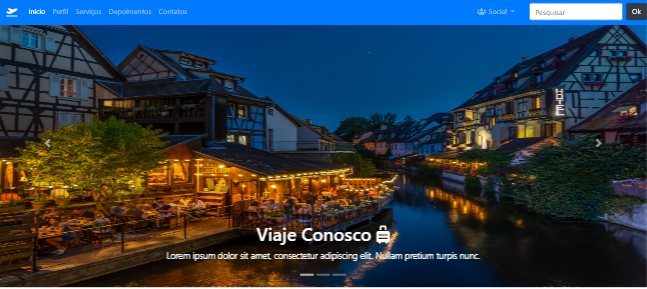 Inicio Perfil Serviços Depoimentos Contatos Social Pesquisar Ok
HOTEL
Viaje Conosco
Lorem ipsum dolor sit amet, consectetur adipiscing elit. Nullam pretium turpis nunc.